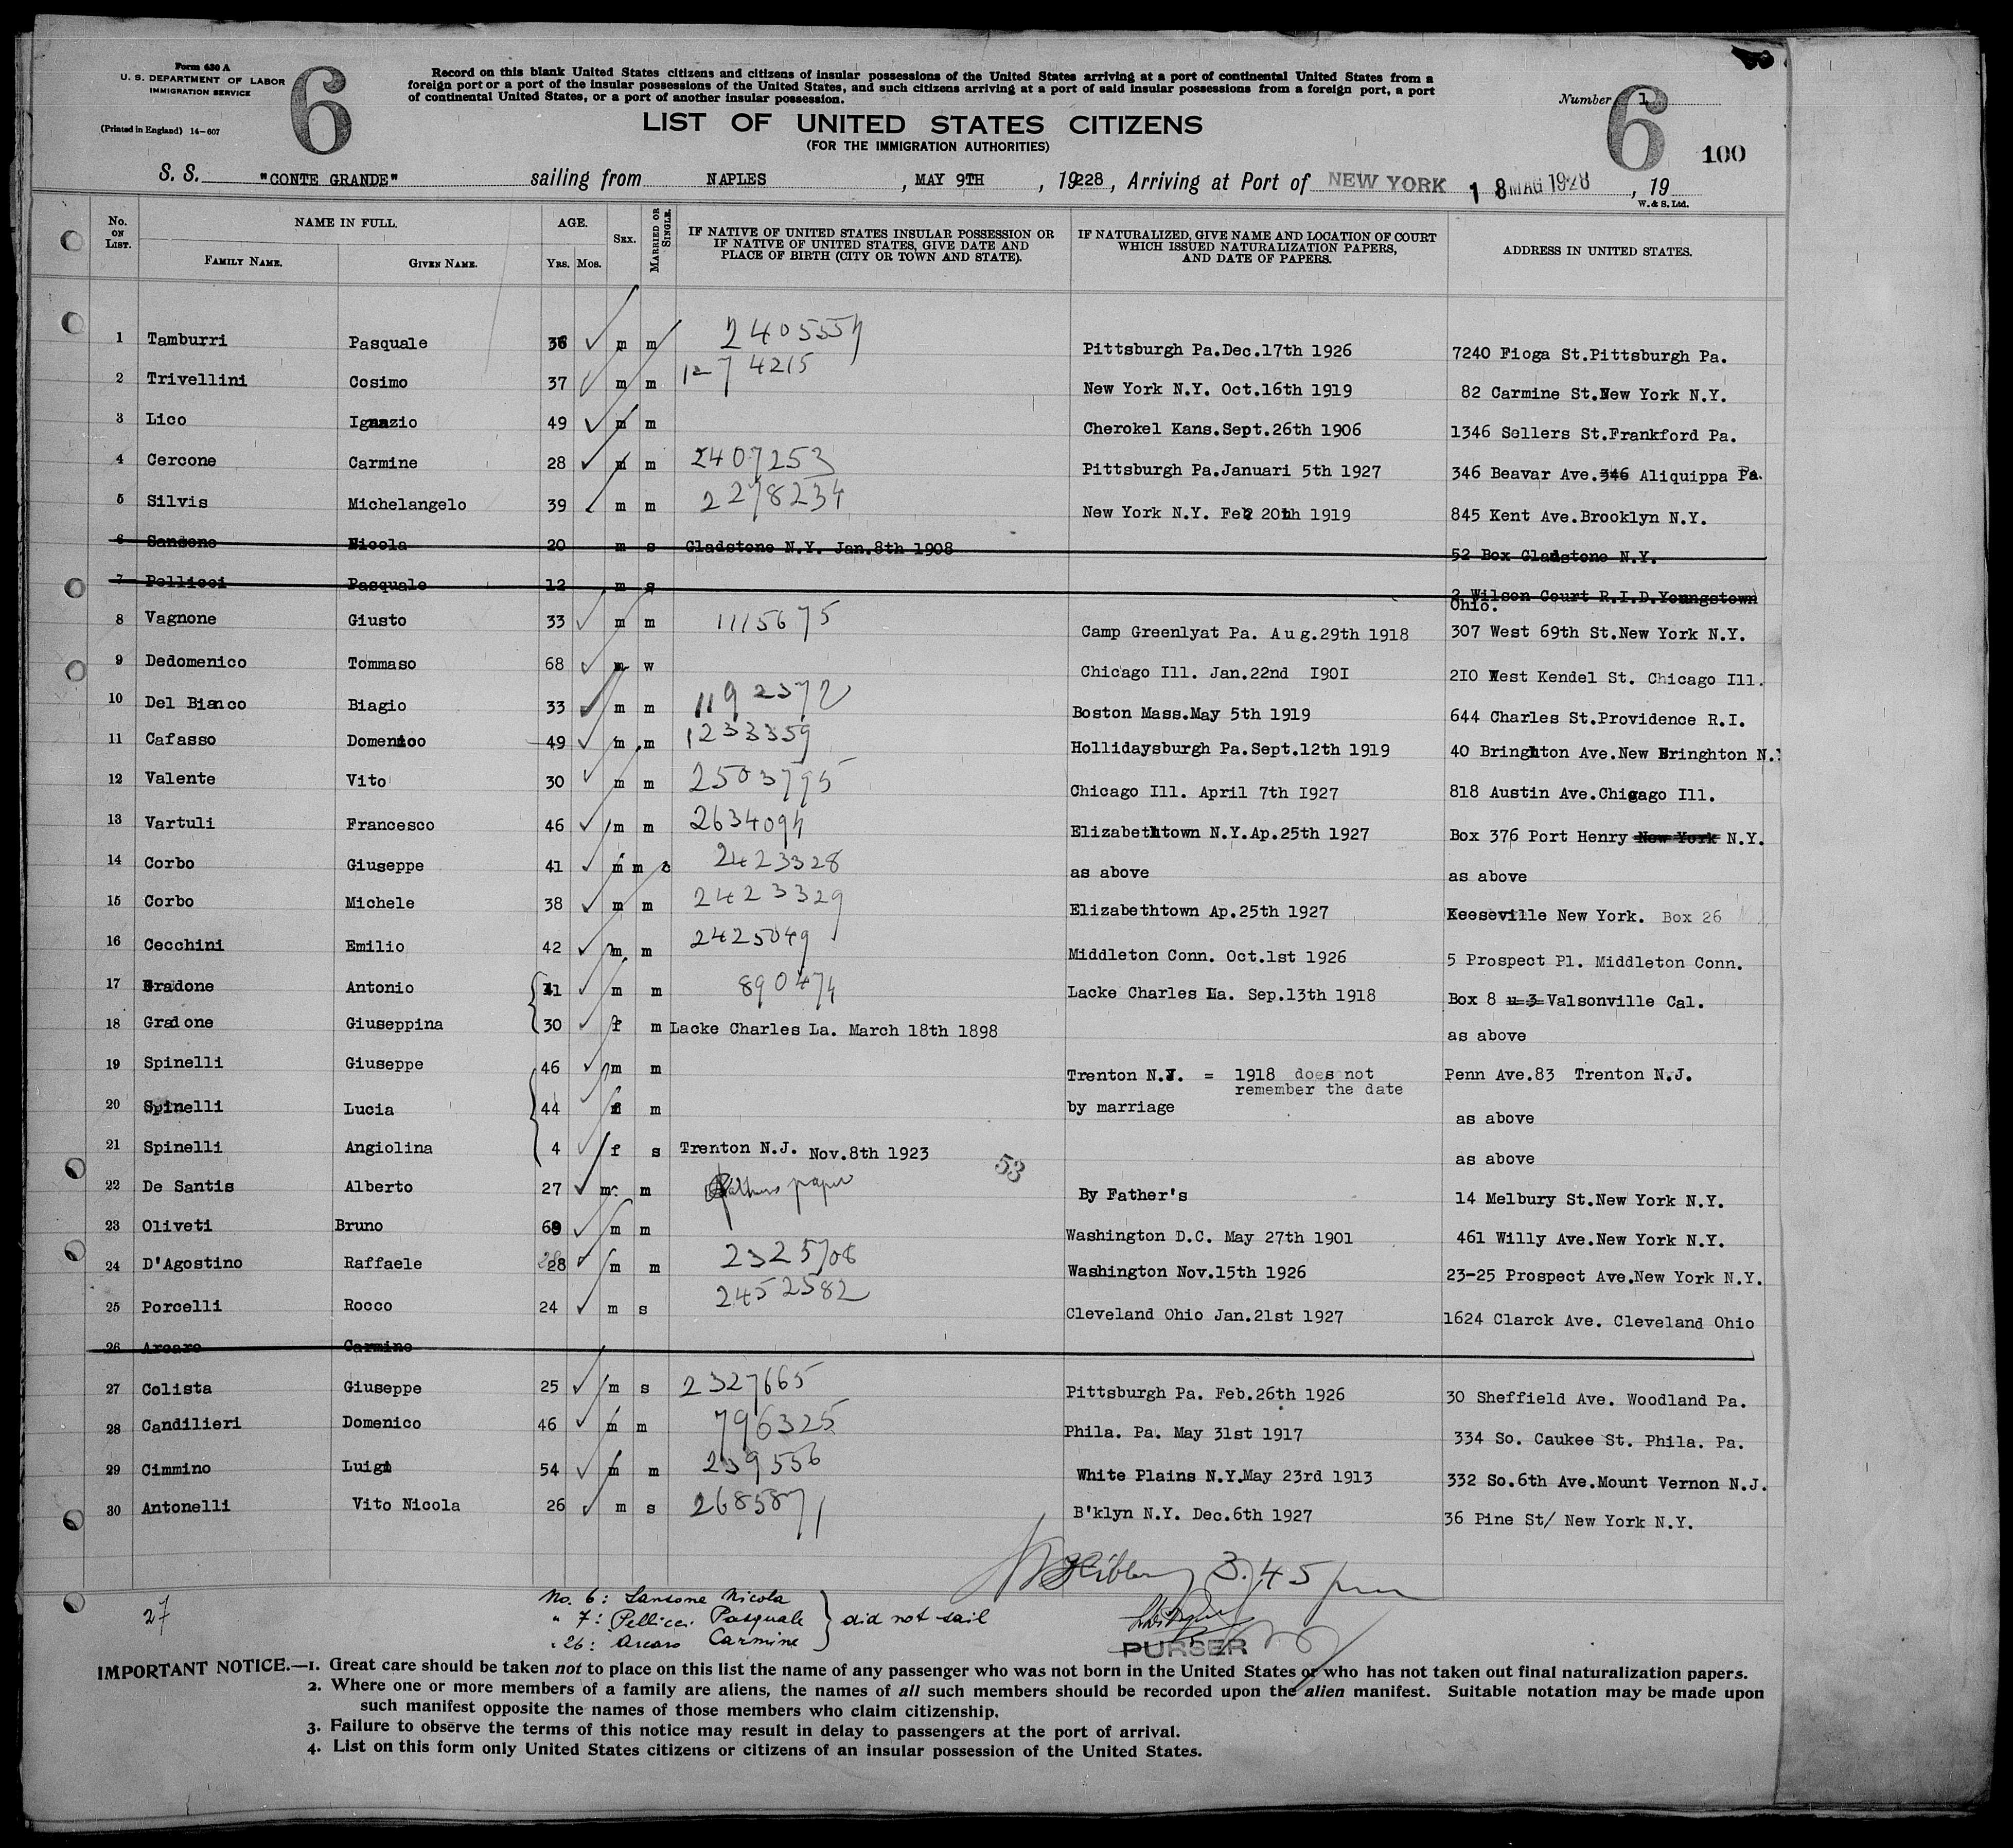 Form 630 A
U. S. DEPARTMENT OF LABOR
IMMIGRATION SERVICE
(Printed in England) 14-607
6
Record on this blank United States citizens and citizens of insular possessions of the United States arriving at a port of continental United States from a
foreign port or a port of the insular possessions of the United States, and such citizens arriving at a port of said insular possessions from a foreign port, a port
of continental United States, or a port of another insular possession.
LIST OF UNITED STATES CITIZENS
(FOR THE IMMIGRATION AUTHORITIES)
Number 1
6
100
S. S. "CONTE GRANDE" sailing from NAPLES, MAY 9TH, 19228, Arriving at Port of NEW YORK 18 MAG 1928, 19
W. & S. Ltd.
No. ON LIST. NAME IN FULL. FAMILY NAME. GIVEN NAME. AGE. YRS. MOS. SEX. MARRIED OR SINGLE. IF NATIVE OF UNITED STATES INSULAR POSSESSION OR IF NATIVE OF UNITED STATES, GIVE DATE AND PLACE OF BIRTH (CITY OR TOWN AND STATE). IF NATURALIZED, GIVE NAME AND LOCATION OF COURT WHICH ISSUED NATURALIZATION PAPERS, AND DATE OF PAPERS. ADDRESS IN UNITED STATES.
1 Tamburri Pasquale 36 m m 2405557 Pittsburgh Pa.Dec.17th 1926 7240 Fioga St.Pittsburgh Pa.
2 Trivellini Cosimo 37 m m 1274215 New York N.Y. Oct.16th 1919 82 Carmine St.New York N.Y.
3 Lico Ignazio 49 m m Cherokel Kans.Sept.26th 1906 1346 Sellers St.Frankford Pa.
4 Cercone Carmine 28 m m 2407253 Pittsburgh Pa.Januari 5th 1927 346 Beavar Ave.346 Aliquippa Pa.
5 Silvis Michelangelo 39 m m 2278234 New York N.Y. Feb 20th 1919 845 Kent Ave.Brooklyn N.Y.
6 Sansone Nicola 20 m s Gladstone N.Y. Jan.8th 1908 52 Box Gladstone N.Y.
7 Pellicci Pasquale 12 m s 2 Wilson Court R.I.D.Youngstown Ohio.
8 Vagnone Giusto 33 m m 1115675 Camp Greenlyat Pa. Aug.29th 1918 307 West 69th St.New York N.Y.
9 Dedomenico Tommaso 68 m w Chicago Ill. Jan.22nd I90I 2I0 West Kendel St. Chicago Ill.
10 Del Bianco Biagio 33 m m 1192372 Boston Mass.May 5th 1919 644 Charles St.Providence R.I.
11 Cafasso Domenico 49 m m 1233359 Hollidaysburgh Pa.Sept.12th 1919 40 Bringhton Ave.New Bringhton N.Y
12 Valente Vito 30 m m 2503795 Chicago Ill. April 7th I927 818 Austin Ave.Chigago Ill.
13 Vartuli Francesco 46 m m 2634094 Elizabethtown N.Y.Ap.25th 1927 Box 376 Port Henry New York N.Y.
14 Corbo Giuseppe 41 m m 2423328 as above as above
15 Corbo Michele 38 m m 2423329 Elizabethtown Ap.25th 1927 Keeseville New York. Box 26
16 Cecchini Emilio 42 m m 2425049 Middleton Conn. Oct.1st 1926 5 Prospect Pl. Middleton Conn.
17 Gradone Antonio 41 m m 890474 Lacke Charles La. Sep.13th 1918 Box 8 u 3 Valsonville Cal.
18 Gradone Giuseppina 30 f m Lacke Charles La. March 18th 1898 as above
19 Spinelli Giuseppe 46 m m Trenton N.J. = 1918 does not remember the date Penn Ave.83 Trenton N.J.
20 Spinelli Lucia 44 f m by marriage as above
21 Spinelli Angiolina 4 f s Trenton N.J. Nov.8th 1923 as above
53
22 De Santis Alberto 27 m m fathers paper By Father's 14 Melbury St.New York N.Y.
23 Oliveti Bruno 69 m m Washington D.C. May 27th 1901 461 Willy Ave.New York N.Y.
24 D'Agostino Raffaele 28 m m 2325708 Washington Nov.15th 1926 23-25 Prospect Ave.New York N.Y.
25 Porcelli Rocco 24 m s 2452582 Cleveland Ohio Jan.21st 1927 1624 Clarck Ave. Cleveland Ohio
26 Arcaro Carmine
27 Colista Giuseppe 25 m s 2327665 Pittsburgh Pa. Feb.26th 1926 30 Sheffield Ave. Woodland Pa.
28 Candilieri Domenico 46 m m 796325 Phila. Pa. May 31st 1917 334 So. Caukee St. Phila. Pa.
29 Cimmino Luigi 54 m m 239556 White Plains N.Y.May 23rd 1913 332 So.6th Ave.Mount Vernon N.J.
30 Antonelli Vito Nicola 26 m s 2685871 B'klyn N.Y. Dec.6th 1927 36 Pine St/ New York N.Y.
3.45 pm
27
No. 6: Sansone Nicola
" 7: Pellicci Pasquale } did not sail
" 26: Arcaro Carmine
PURSER
IMPORTANT NOTICE.—1. Great care should be taken not to place on this list the name of any passenger who was not born in the United States or who has not taken out final naturalization papers.
2. Where one or more members of a family are aliens, the names of all such members should be recorded upon the alien manifest. Suitable notation may be made upon
such manifest opposite the names of those members who claim citizenship.
3. Failure to observe the terms of this notice may result in delay to passengers at the port of arrival.
4. List on this form only United States citizens or citizens of an insular possession of the United States.